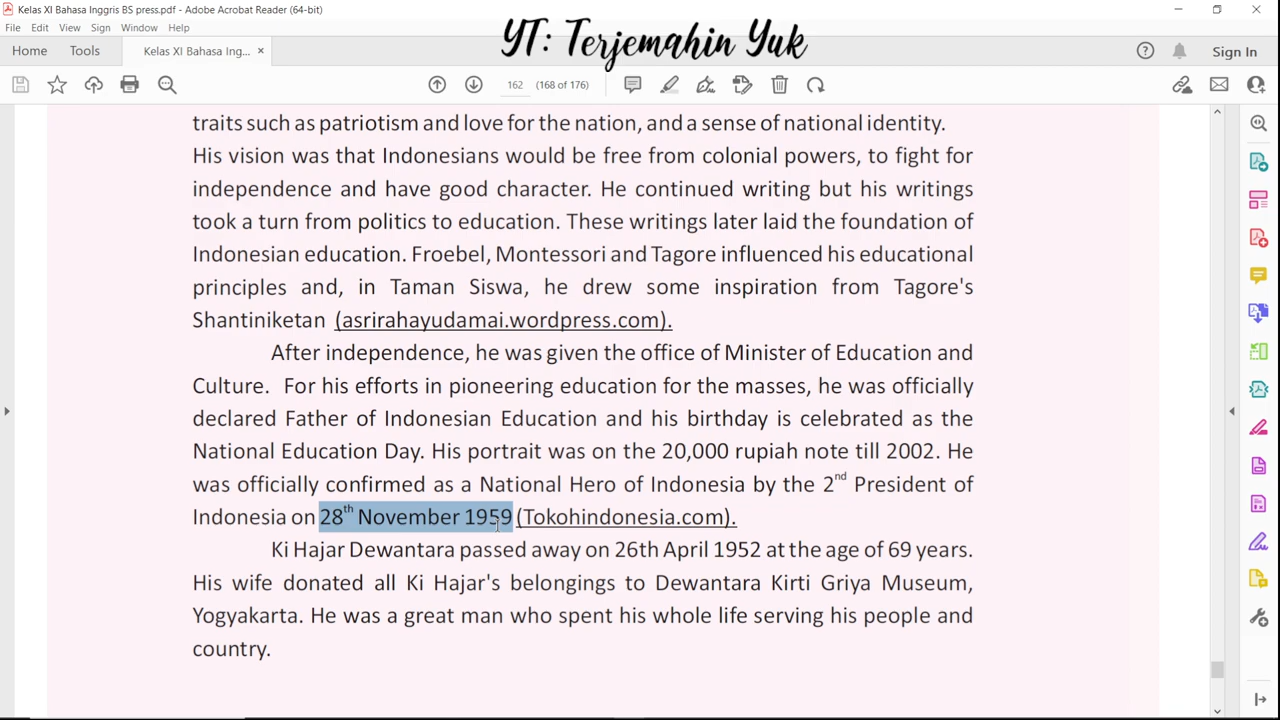 Kelas XI Bahasa Inggris BS press.pdf - Adobe Acrobat Reader (64-bit)
File Edit View Sign Window Help
YT: Terjemahin Yuk
Home Tools Kelas XI Bahasa Ing... × Sign In
162 (168 of 176)
traits such as patriotism and love for the nation, and a sense of national identity.
His vision was that Indonesians would be free from colonial powers, to fight for
independence and have good character. He continued writing but his writings
took a turn from politics to education. These writings later laid the foundation of
Indonesian education. Froebel, Montessori and Tagore influenced his educational
principles and, in Taman Siswa, he drew some inspiration from Tagore's
Shantiniketan (asrirahayudamai.wordpress.com).
After independence, he was given the office of Minister of Education and
Culture. For his efforts in pioneering education for the masses, he was officially
declared Father of Indonesian Education and his birthday is celebrated as the
National Education Day. His portrait was on the 20,000 rupiah note till 2002. He
was officially confirmed as a National Hero of Indonesia by the 2nd President of
Indonesia on 28th November 1959 (Tokohindonesia.com).
Ki Hajar Dewantara passed away on 26th April 1952 at the age of 69 years.
His wife donated all Ki Hajar's belongings to Dewantara Kirti Griya Museum,
Yogyakarta. He was a great man who spent his whole life serving his people and
country.